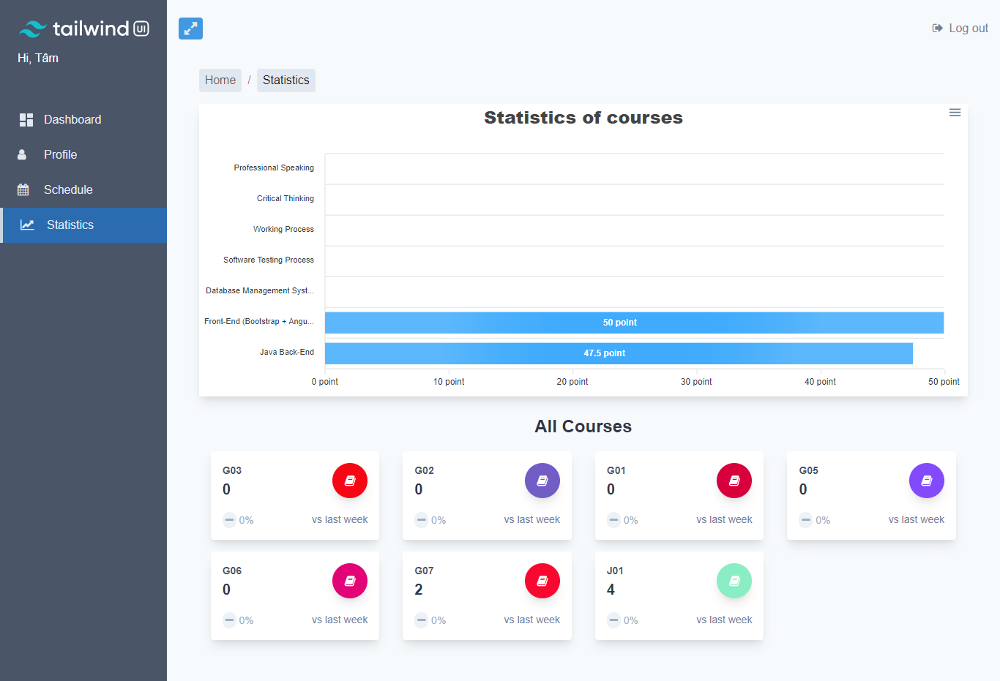 tailwind UI
Hi, Tâm
Dashboard
Profile
Schedule
Statistics
Log out
Home / Statistics
Statistics of courses
Professional Speaking
Critical Thinking
Working Process
Software Testing Process
Database Management Syst...
Front-End (Bootstrap + Angu...
50 point
Java Back-End
47.5 point
0 point
10 point
20 point
30 point
40 point
50 point
All Courses
G03
0
0%
vs last week
G02
0
0%
vs last week
G01
0
0%
vs last week
G05
0
0%
vs last week
G06
0
0%
vs last week
G07
2
0%
vs last week
J01
4
0%
vs last week